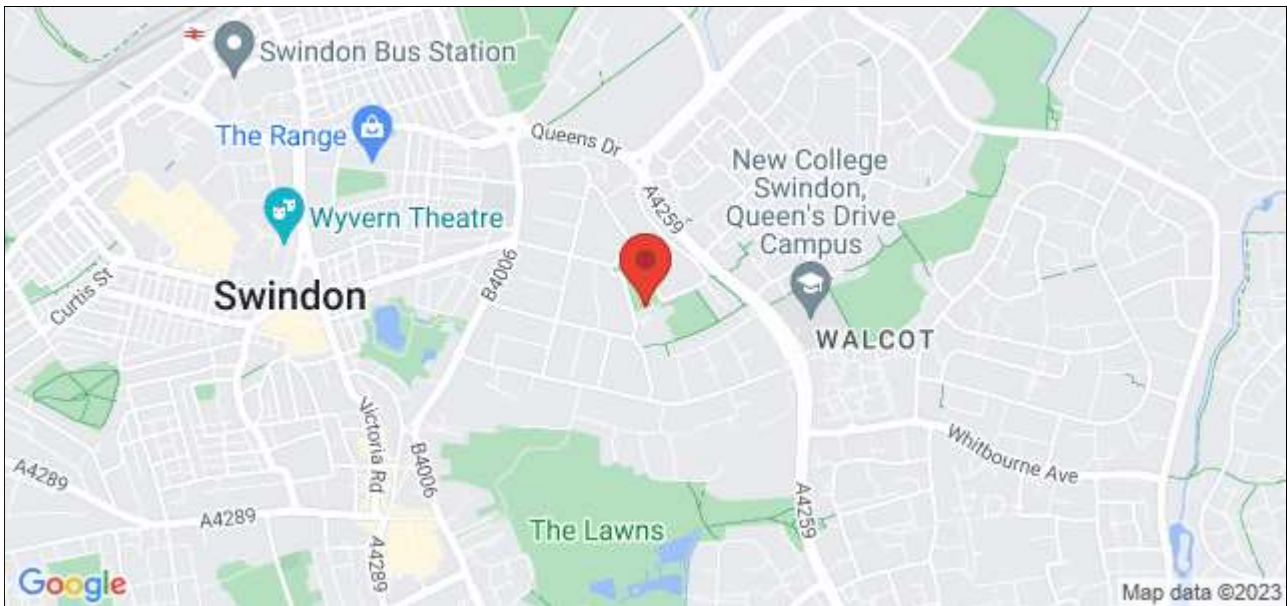 Swindon Bus Station
The Range
Queens Dr
New College
Swindon,
Queen's Drive
Campus
A4259
Wyvern Theatre
B4006
Curtis St
Swindon
WALCOT
Victoria Rd
B4006
Whitbourne Ave
A4289
A4289
A4259
The Lawns
A4289
Google
Map data ©2023